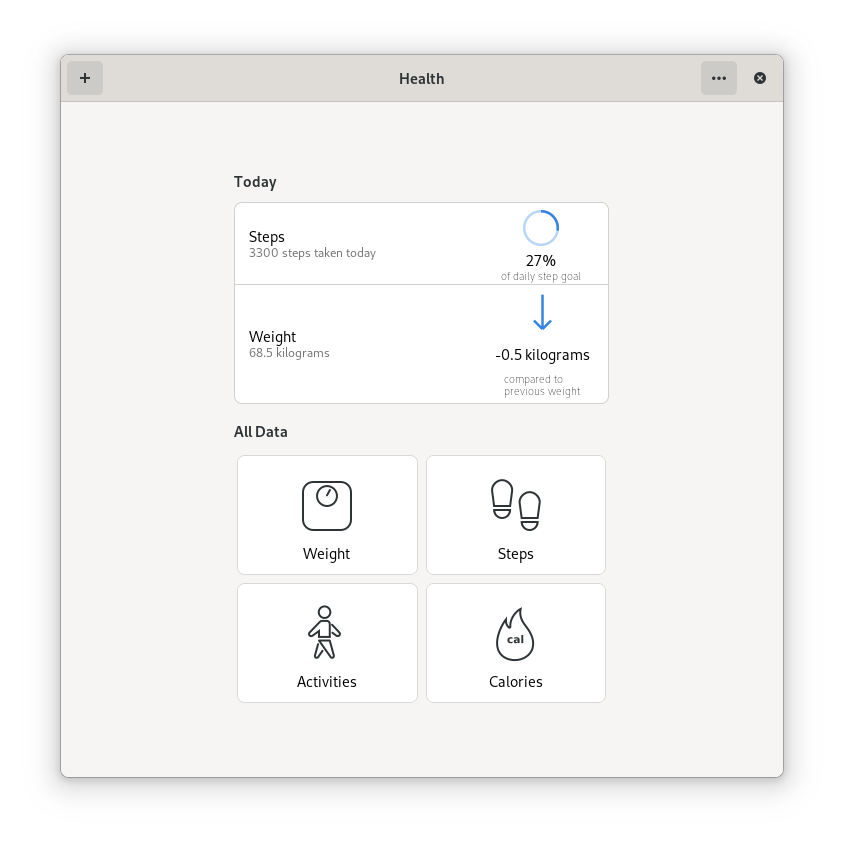 Health
Today
Steps
3300 steps taken today
27%
of daily step goal
Weight
68.5 kilograms
-0.5 kilograms
compared to
previous weight
All Data
Weight
Steps
cal
Activities
Calories